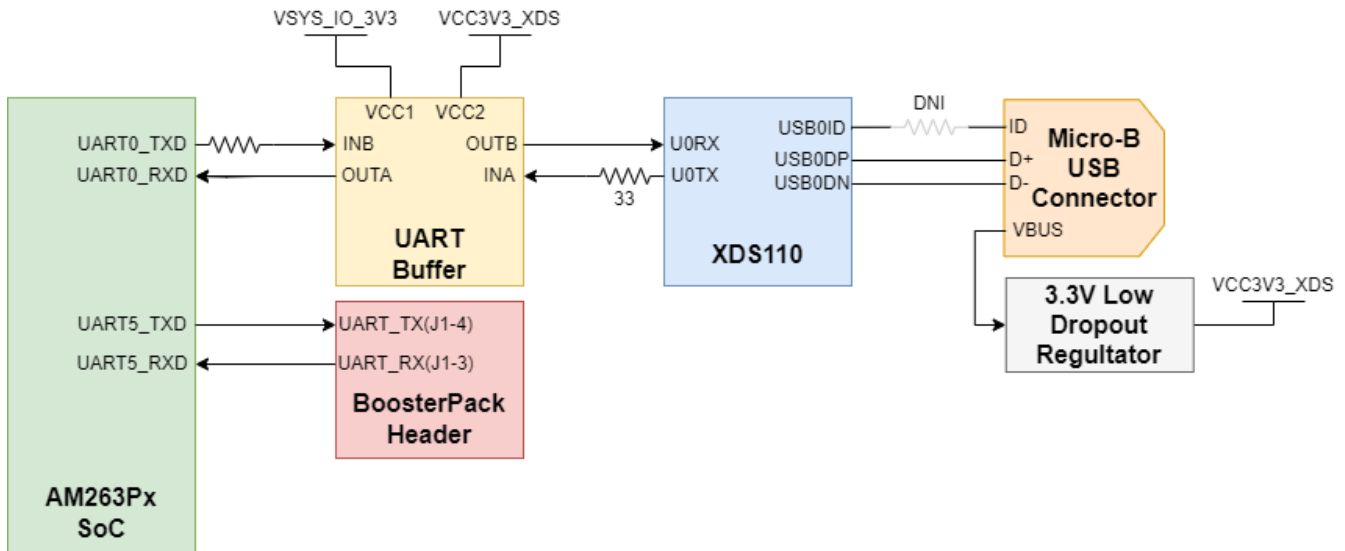 VSYS_IO_3V3
VCC3V3_XDS
VCC1
VCC2
UART0_TXD
UART0_RXD
INB
OUTA
OUTB
INA
UART
Buffer
33
U0RX
U0TX
USB0ID
USB0DP
USB0DN
XDS110
DNI
ID
D+
D-
VBUS
Micro-B
USB
Connector
3.3V Low
Dropout
Regultator
VCC3V3_XDS
UART5_TXD
UART5_RXD
UART_TX(J1-4)
UART_RX(J1-3)
BoosterPack
Header
AM263Px
SoC